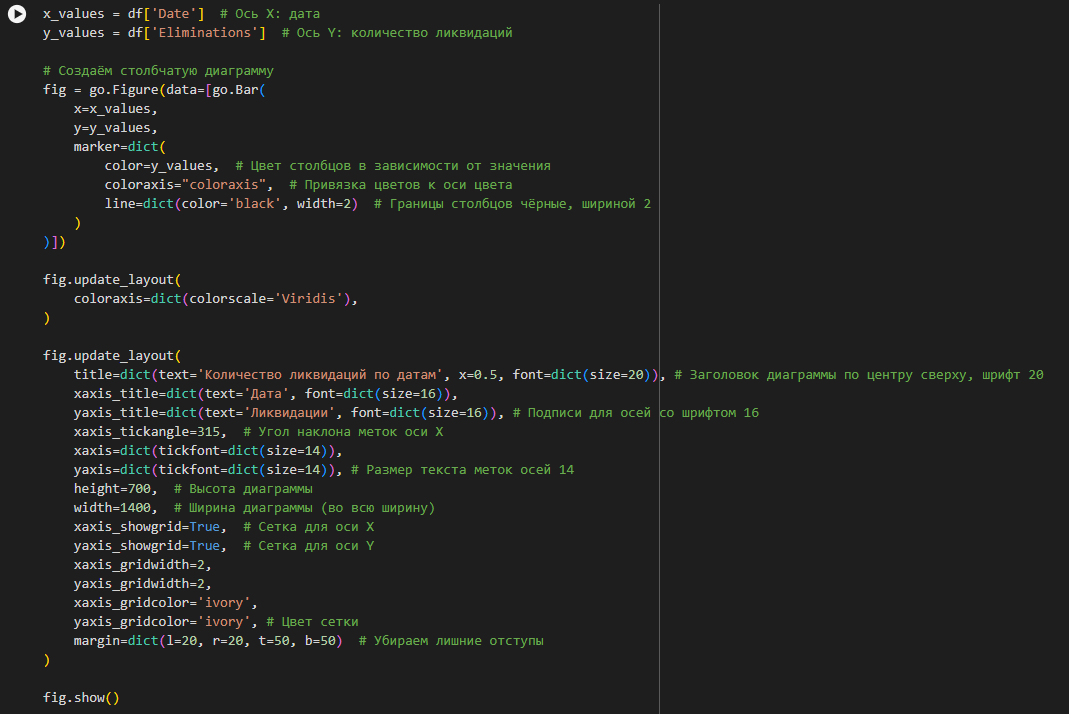 x_values = df['Date']  # Ось X: дата
y_values = df['Eliminations']  # Ось Y: количество ликвидаций

# Создаём столбчатую диаграмму
fig = go.Figure(data=[go.Bar(
    x=x_values,
    y=y_values,
    marker=dict(
        color=y_values,  # Цвет столбцов в зависимости от значения
        coloraxis="coloraxis",  # Привязка цветов к оси цвета
        line=dict(color='black', width=2)  # Границы столбцов чёрные, шириной 2
    )
)])

fig.update_layout(
    coloraxis=dict(colorscale='Viridis'),
)

fig.update_layout(
    title=dict(text='Количество ликвидаций по датам', x=0.5, font=dict(size=20)), # Заголовок диаграммы по центру сверху, шрифт 20
    xaxis_title=dict(text='Дата', font=dict(size=16)),
    yaxis_title=dict(text='Ликвидации', font=dict(size=16)), # Подписи для осей со шрифтом 16
    xaxis_tickangle=315,  # Угол наклона меток оси X
    xaxis=dict(tickfont=dict(size=14)),
    yaxis=dict(tickfont=dict(size=14)), # Размер текста меток осей 14
    height=700,  # Высота диаграммы
    width=1400,  # Ширина диаграммы (во всю ширину)
    xaxis_showgrid=True,  # Сетка для оси X
    yaxis_showgrid=True,  # Сетка для оси Y
    xaxis_gridwidth=2,
    yaxis_gridwidth=2,
    xaxis_gridcolor='ivory',
    yaxis_gridcolor='ivory', # Цвет сетки
    margin=dict(l=20, r=20, t=50, b=50)  # Убираем лишние отступы
)

fig.show()